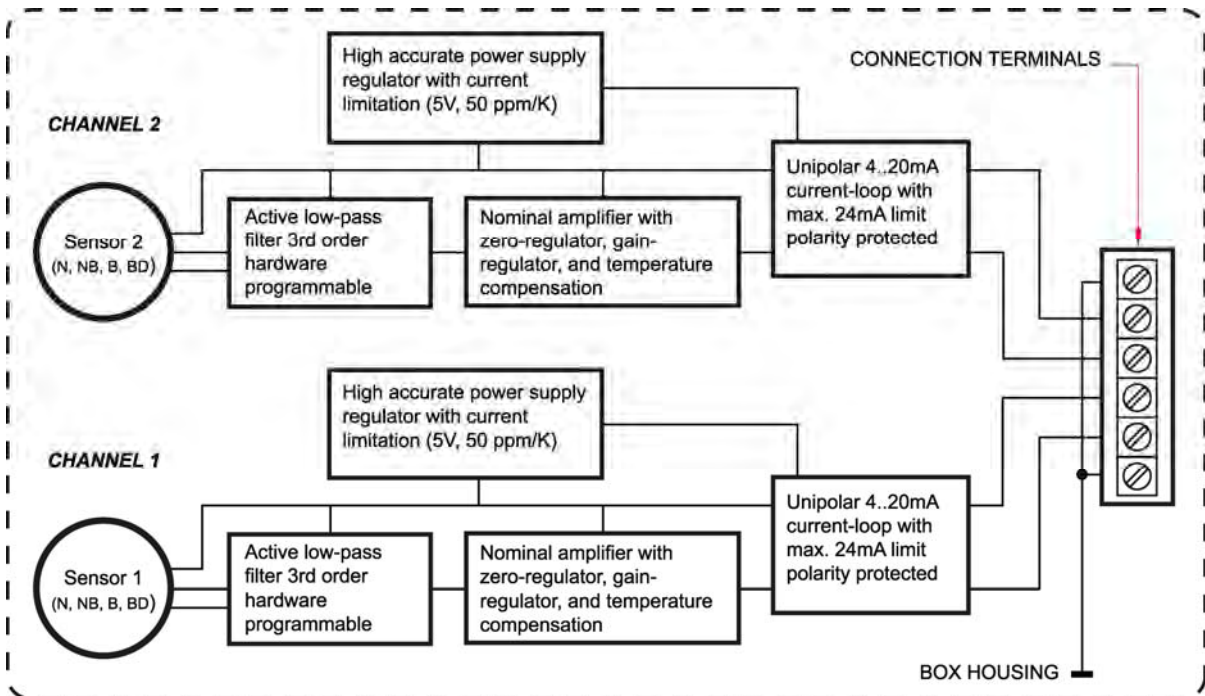 High accurate power supply
regulator with current
limitation (5V, 50 ppm/K)
CONNECTION TERMINALS
CHANNEL 2
Unipolar 4..20mA
current-loop with
max. 24mA limit
polarity protected
Sensor 2
(N, NB, B, BD)
Active low-pass
filter 3rd order
hardware
programmable
Nominal amplifier with
zero-regulator, gain-
regulator, and temperature
compensation
High accurate power supply
regulator with current
limitation (5V, 50 ppm/K)
CHANNEL 1
Unipolar 4..20mA
current-loop with
max. 24mA limit
polarity protected
Sensor 1
(N, NB, B, BD)
Active low-pass
filter 3rd order
hardware
programmable
Nominal amplifier with
zero-regulator, gain-
regulator, and temperature
compensation
BOX HOUSING